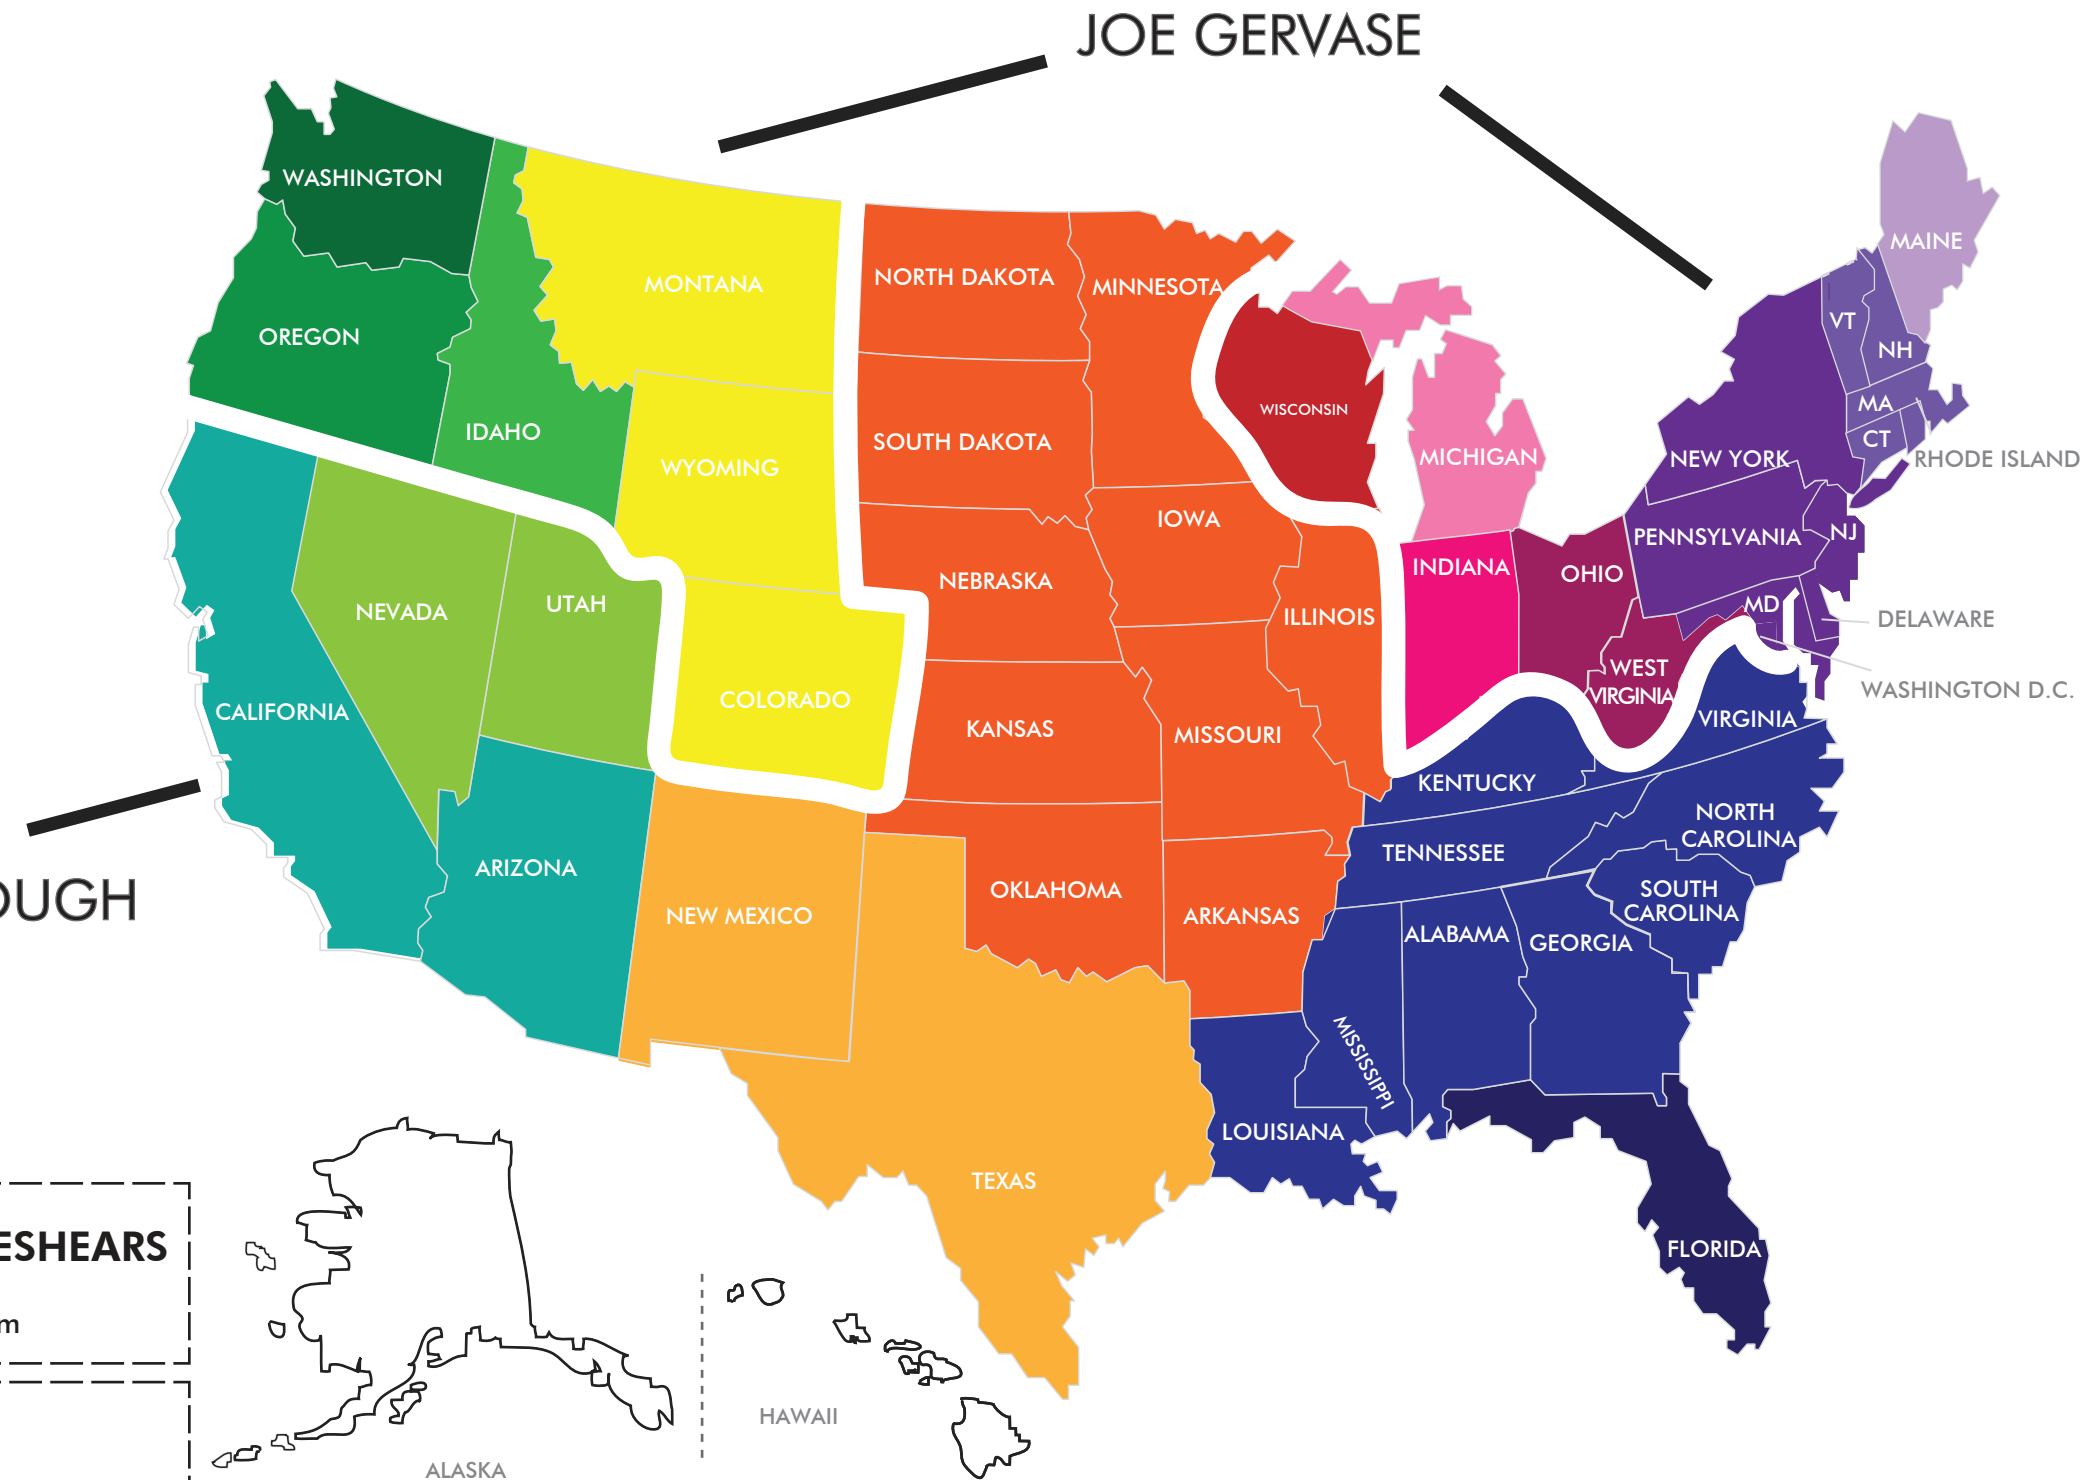 JOE GERVASE
WASHINGTON
MAINE
MONTANA
NORTH DAKOTA
MINNESOTA
VT
OREGON
NH
MA
WISCONSIN
IDAHO
SOUTH DAKOTA
CT
MICHIGAN
NEW YORK
RHODE ISLAND
WYOMING
IOWA
PENNSYLVANIA
NJ
INDIANA
OHIO
NEBRASKA
UTAH
MD
NEVADA
ILLINOIS
DELAWARE
WEST
VIRGINIA
WASHINGTON D.C.
COLORADO
CALIFORNIA
VIRGINIA
KANSAS
MISSOURI
KENTUCKY
NORTH
CAROLINA
TENNESSEE
ARIZONA
OKLAHOMA
SOUTH
CAROLINA
OUGH
NEW MEXICO
ARKANSAS
ALABAMA
GEORGIA
MISSISSIPPI
LOUISIANA
TEXAS
ESHEARS
FLORIDA
m
HAWAII
ALASKA